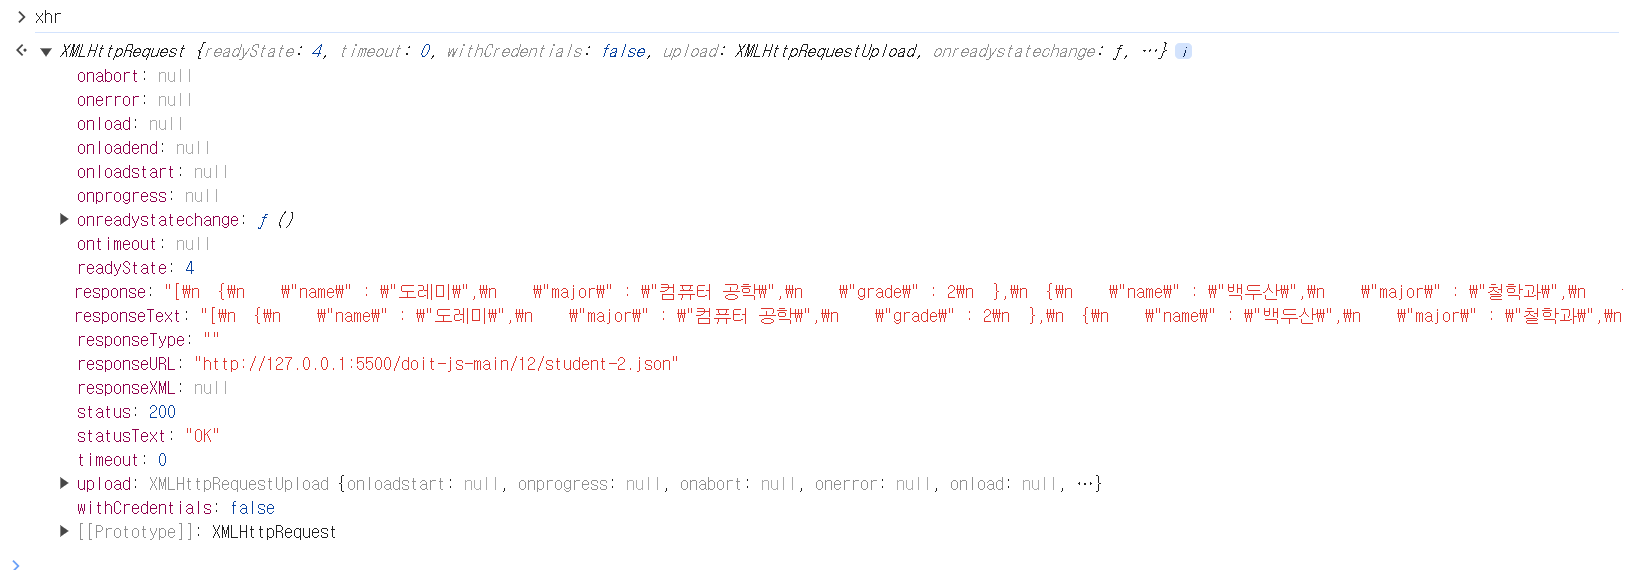 > xhr
XMLHttpRequest {readyState: 4, timeout: 0, withCredentials: false, upload: XMLHttpRequestUpload, onreadystatechange: ƒ, …} i
onabort: null
onerror: null
onload: null
onloadend: null
onloadstart: null
onprogress: null
onreadystatechange: ƒ ()
ontimeout: null
readyState: 4
response: "[₩n  {₩n    ₩"name₩" : ₩"도레미₩",₩n    ₩"major₩" : ₩"컴퓨터 공학₩",₩n    ₩"grade₩" : 2₩n  },₩n  {₩n    ₩"name₩" : ₩"백두산₩",₩n    ₩"major₩" : ₩"철학과₩",₩n
responseText: "[₩n  {₩n    ₩"name₩" : ₩"도레미₩",₩n    ₩"major₩" : ₩"컴퓨터 공학₩",₩n    ₩"grade₩" : 2₩n  },₩n  {₩n    ₩"name₩" : ₩"백두산₩",₩n    ₩"major₩" : ₩"철학과₩",₩n
responseType: ""
responseURL: "http://127.0.0.1:5500/doit-js-main/12/student-2.json"
responseXML: null
status: 200
statusText: "OK"
timeout: 0
upload: XMLHttpRequestUpload {onloadstart: null, onprogress: null, onabort: null, onerror: null, onload: null, …}
withCredentials: false
[[Prototype]]: XMLHttpRequest
>